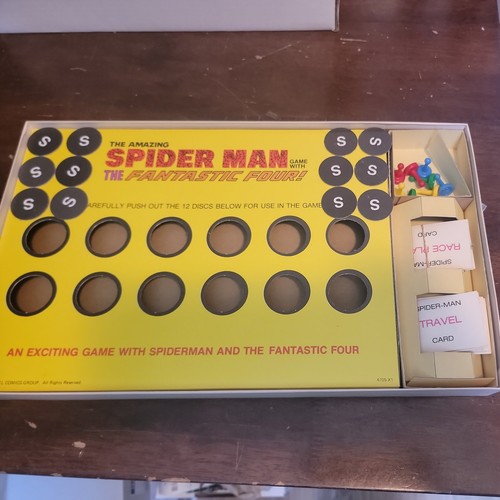 S S S S
THE AMAZING
SPIDER MAN GAME
WITH
THE FANTASTIC FOUR!
S S S S
S S S S
CAREFULLY PUSH OUT THE 12 DISCS BELOW FOR USE IN THE GAME
AN EXCITING GAME WITH SPIDERMAN AND THE FANTASTIC FOUR
COMICS GROUP. All Rights Reserved
SPIDER-MAN
RACE
CARD
SPIDER-MAN
TRAVEL
CARD